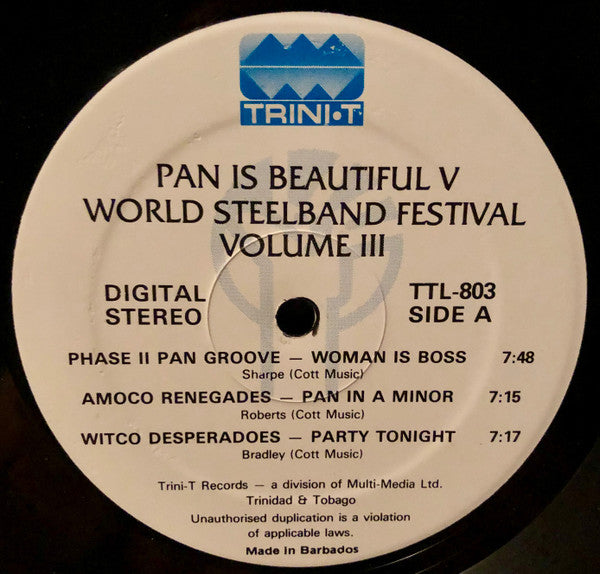 TRINI•T
PAN IS BEAUTIFUL V
WORLD STEELBAND FESTIVAL
VOLUME III
DIGITAL
STEREO
TTL-803
SIDE A
PHASE II PAN GROOVE – WOMAN IS BOSS 7:48
Sharpe (Cott Music)
AMOCO RENEGADES – PAN IN A MINOR 7:15
Roberts (Cott Music)
WITCO DESPERADOES – PARTY TONIGHT 7:17
Bradley (Cott Music)
Trini-T Records – a division of Multi-Media Ltd.
Trinidad & Tobago
Unauthorised duplication is a violation
of applicable laws.
Made in Barbados